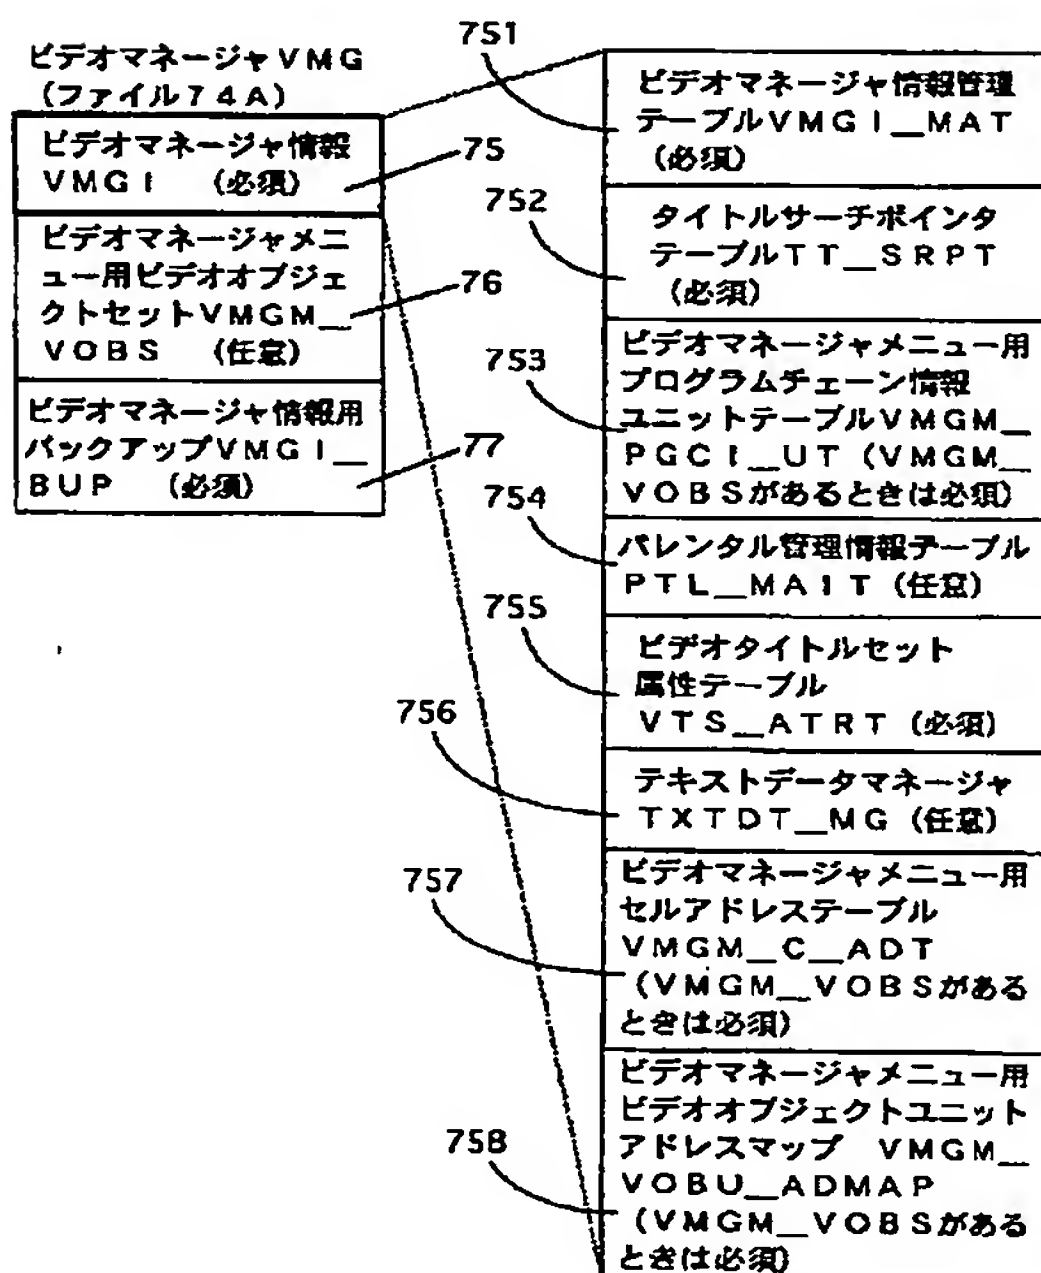 ビデオマネージャVMG
(ファイル74A)
ビデオマネージャ情報
VMGI (必須)
75
ビデオマネージャメニ
ュー用ビデオオブジェ
クトセットVMGM__
VOBS (任意)
76
ビデオマネージャ情報用
バックアップVMGI__
BUP (必須)
77
751
ビデオマネージャ情報管理
テーブルVMGI__MAT
(必須)
752
タイトルサーチポインタ
テーブルTT__SRPT
(必須)
753
ビデオマネージャメニュー用
プログラムチェーン情報
ユニットテーブルVMGM__
PGCI__UT (VMGM__
VOBSがあるときは必須)
754
パレンタル管理情報テーブル
PTL__MAIT (任意)
755
ビデオタイトルセット
属性テーブル
VTS__ATRT (必須)
756
テキストデータマネージャ
TXTDT__MG (任意)
757
ビデオマネージャメニュー用
セルアドレステーブル
VMGM__C__ADT
(VMGM__VOBSがある
ときは必須)
758
ビデオマネージャメニュー用
ビデオオブジェクトユニット
アドレスマップ VMGM__
VOBU__ADMAP
(VMGM__VOBSがある
ときは必須)